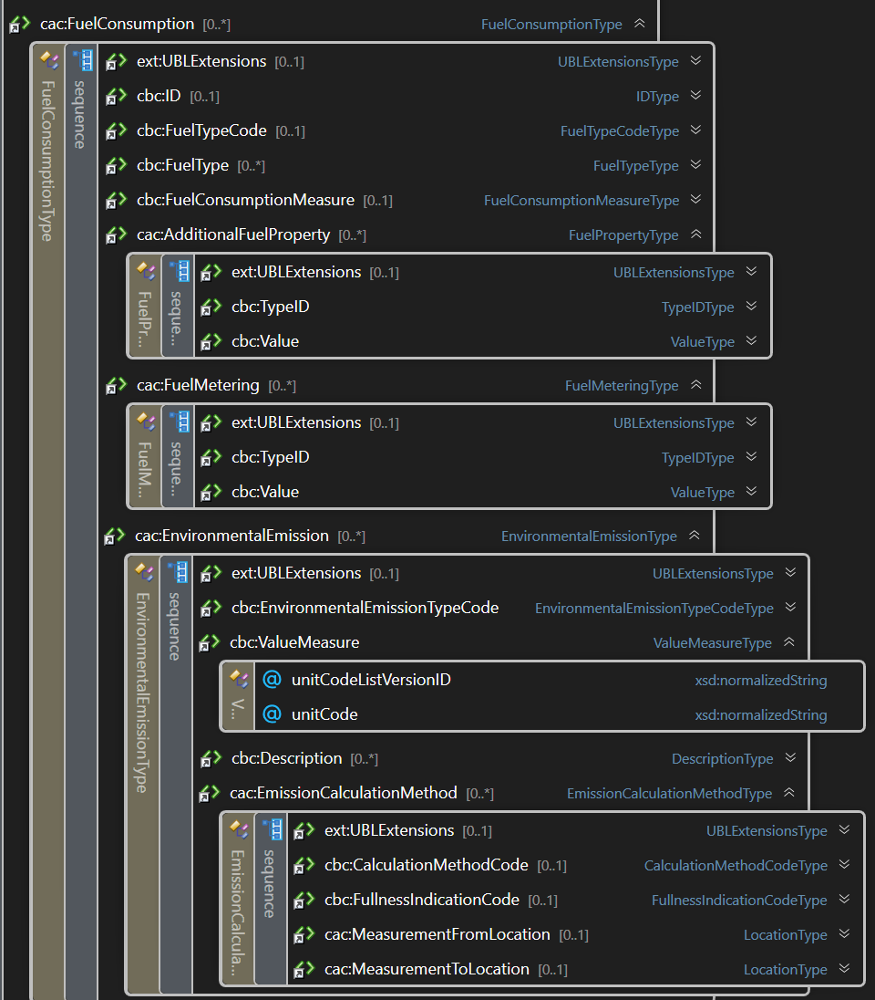 cac:FuelConsumption [0..*] FuelConsumptionType
FuelConsumptionType
sequence
ext:UBLExtensions [0..1] UBLExtensionsType
cbc:ID [0..1] IDType
cbc:FuelTypeCode [0..1] FuelTypeCodeType
cbc:FuelType [0..*] FuelTypeType
cbc:FuelConsumptionMeasure [0..1] FuelConsumptionMeasureType
cac:AdditionalFuelProperty [0..*] FuelPropertyType
FuelPr...
seque...
ext:UBLExtensions [0..1] UBLExtensionsType
cbc:TypeID TypeIDType
cbc:Value ValueType
cac:FuelMetering [0..*] FuelMeteringType
FuelM...
seque...
ext:UBLExtensions [0..1] UBLExtensionsType
cbc:TypeID TypeIDType
cbc:Value ValueType
cac:EnvironmentalEmission [0..*] EnvironmentalEmissionType
EnvironmentalEmissionType
sequence
ext:UBLExtensions [0..1] UBLExtensionsType
cbc:EnvironmentalEmissionTypeCode EnvironmentalEmissionTypeCodeType
cbc:ValueMeasure ValueMeasureType
V...
@ unitCodeListVersionID xsd:normalizedString
@ unitCode xsd:normalizedString
cbc:Description [0..*] DescriptionType
cac:EmissionCalculationMethod [0..*] EmissionCalculationMethodType
EmissionCalcula...
sequence
ext:UBLExtensions [0..1] UBLExtensionsType
cbc:CalculationMethodCode [0..1] CalculationMethodCodeType
cbc:FullnessIndicationCode [0..1] FullnessIndicationCodeType
cac:MeasurementFromLocation [0..1] LocationType
cac:MeasurementToLocation [0..1] LocationType